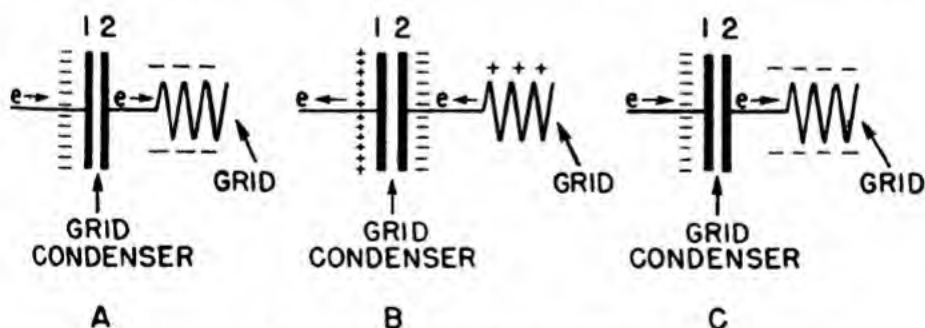 1 2
1 2
1 2
e
e
e
e
e
e
GRID
GRID
GRID
GRID
CONDENSER
GRID
CONDENSER
GRID
CONDENSER
A
B
C